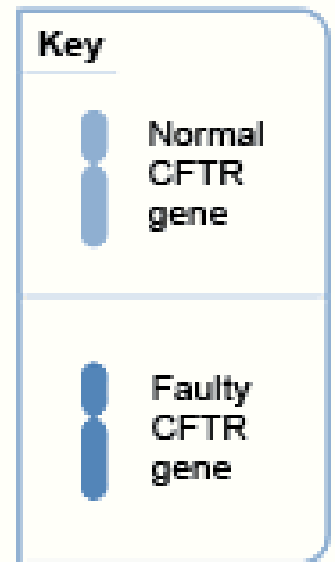 Key
Normal
CFTR
gene
Faulty
CFTR
gene